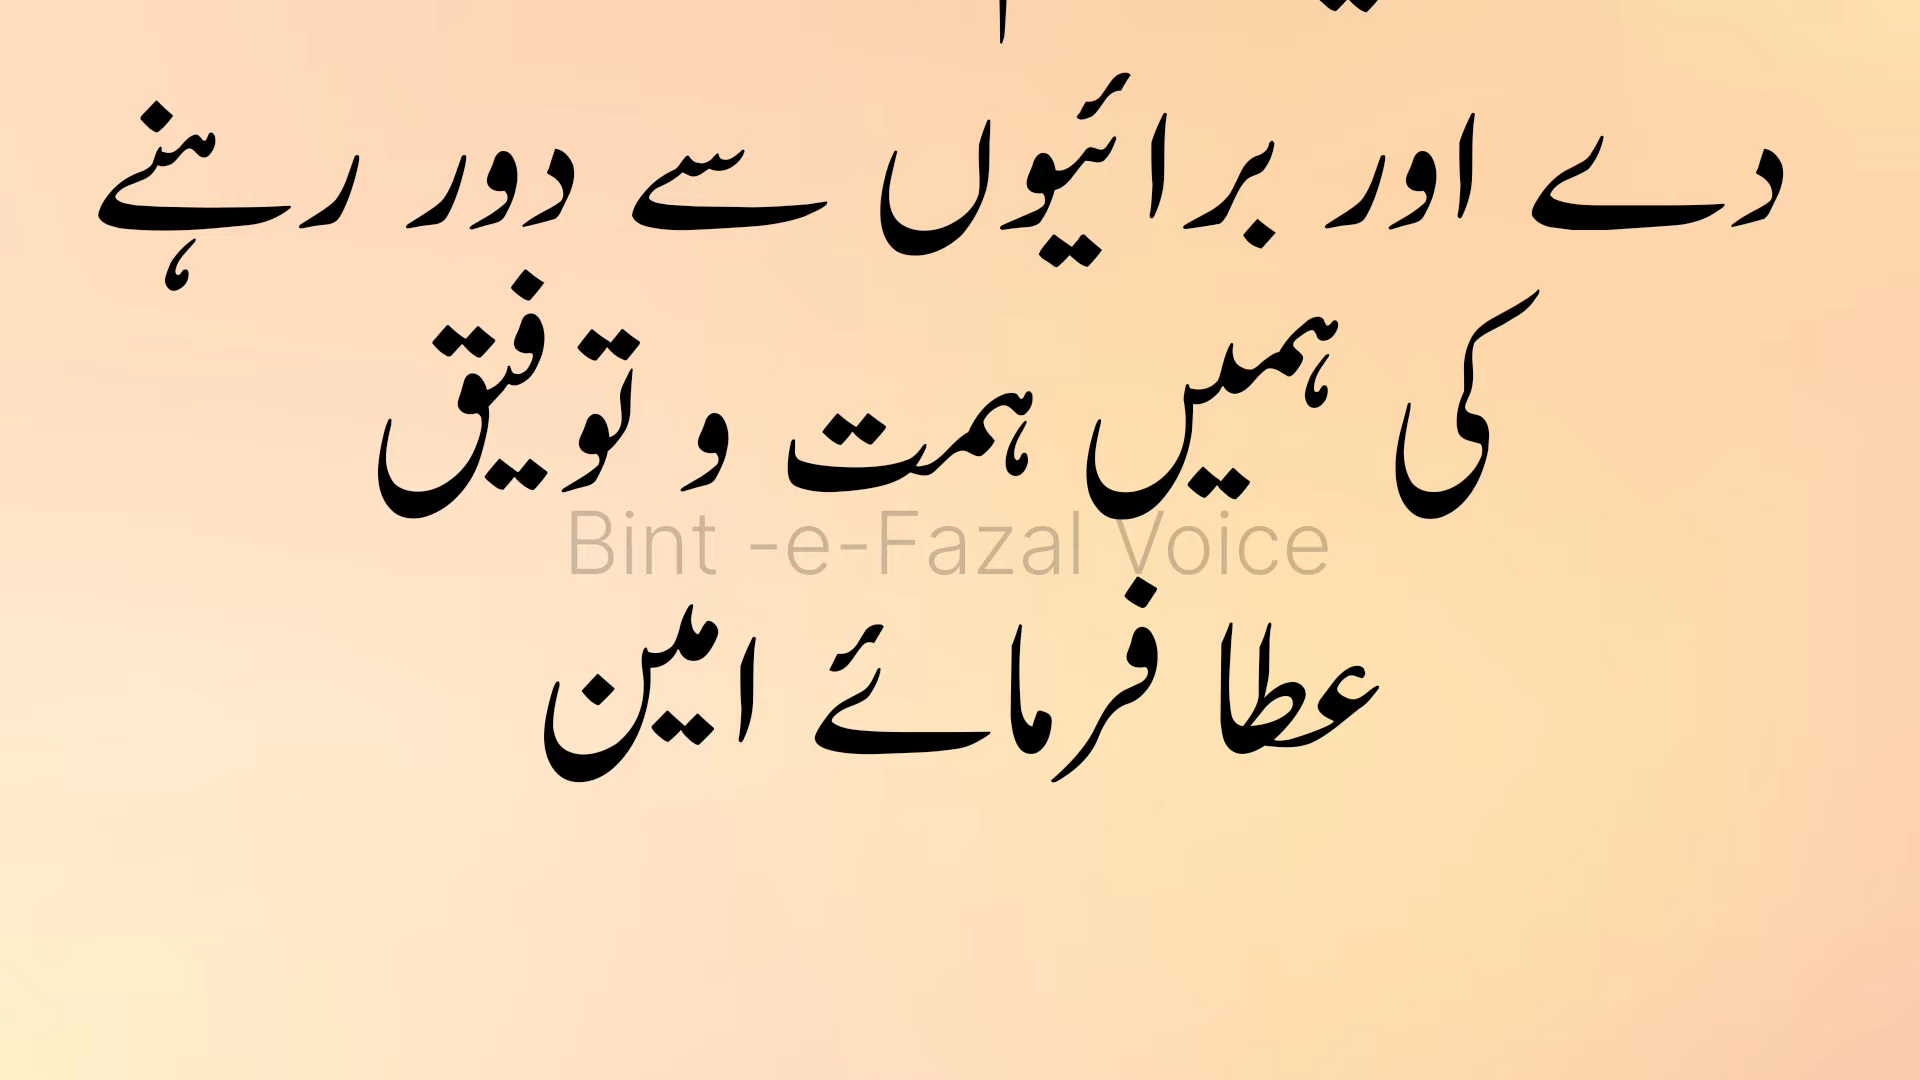 دے اور برائیوں سے دور رہنے
کی ہمیں ہمت و توفیق
Bint -e-Fazal Voice
عطا فرمائے امین